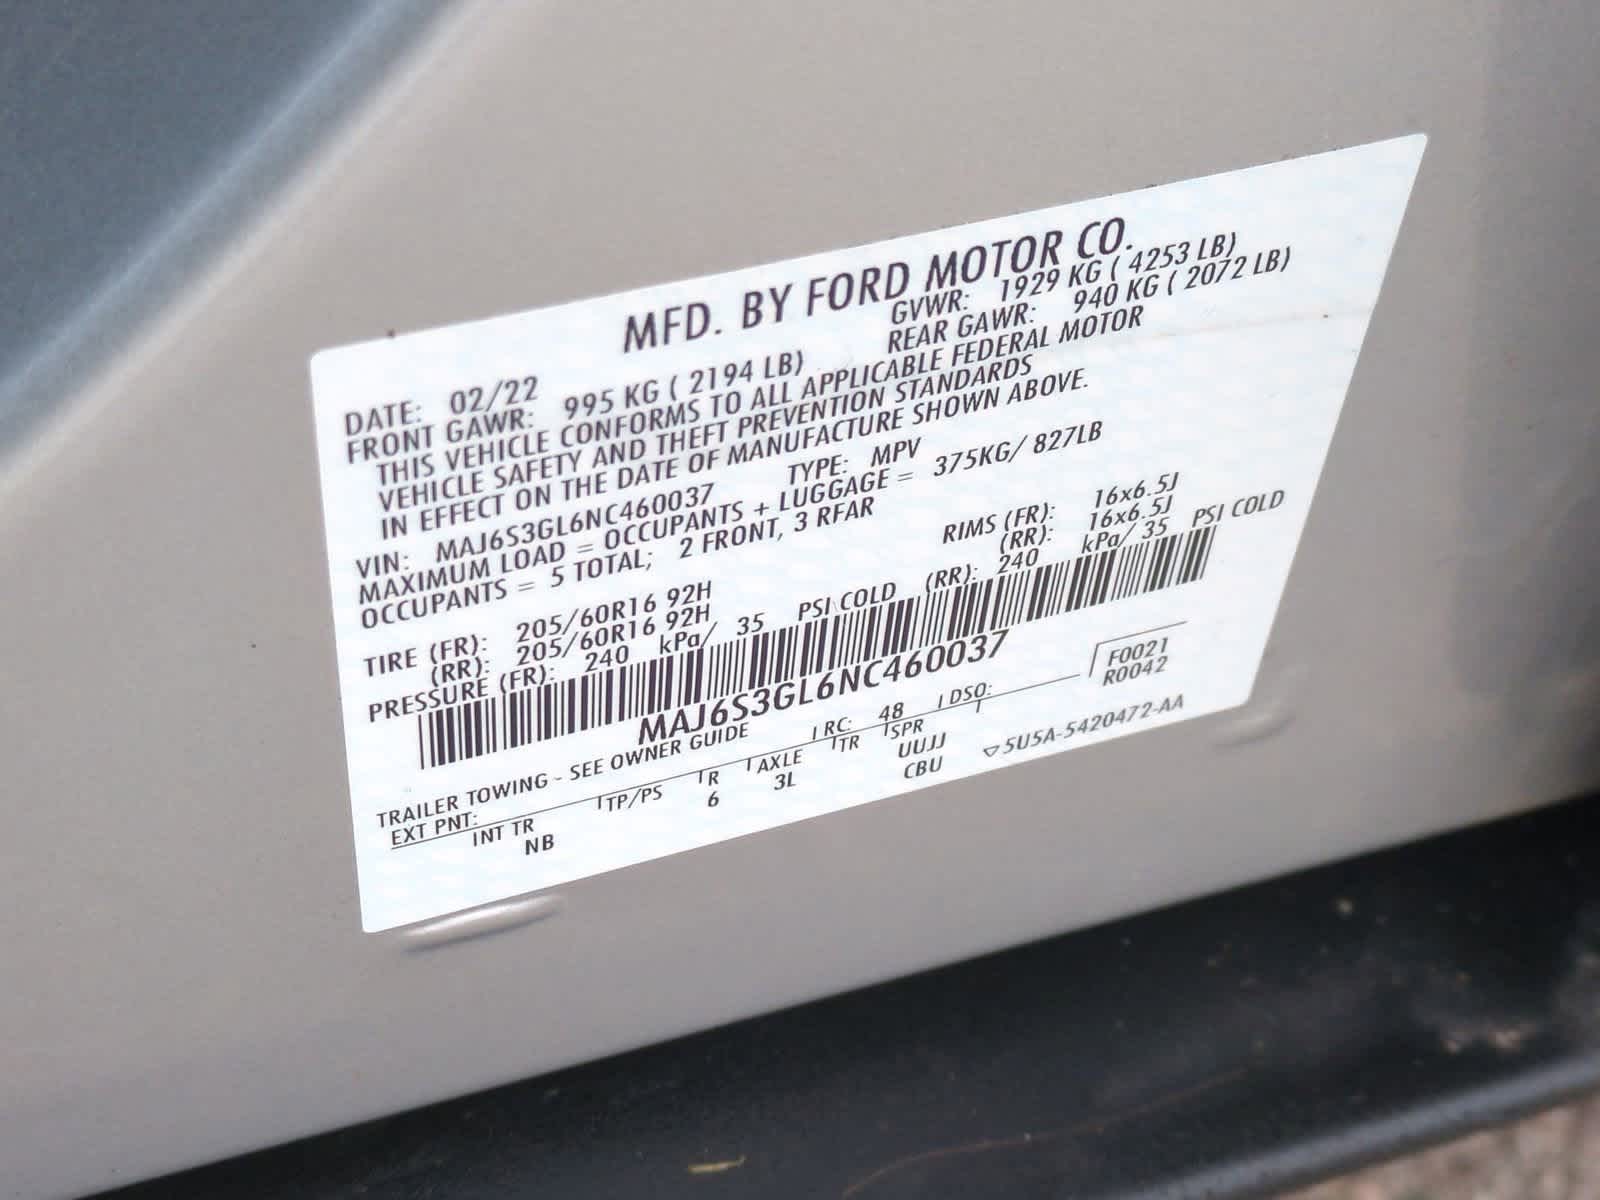 MFD. BY FORD MOTOR CO.
DATE: 02/22 GVWR: 1929 KG ( 4253 LB)
FRONT GAWR: 995 KG ( 2194 LB) REAR GAWR: 940 KG ( 2072 LB)
THIS VEHICLE CONFORMS TO ALL APPLICABLE FEDERAL MOTOR
VEHICLE SAFETY AND THEFT PREVENTION STANDARDS
IN EFFECT ON THE DATE OF MANUFACTURE SHOWN ABOVE.
VIN: MAJ6S3GL6NC460037 TYPE: MPV
MAXIMUM LOAD = OCCUPANTS + LUGGAGE = 375KG/ 827LB
OCCUPANTS = 5 TOTAL; 2 FRONT, 3 REAR
TIRE (FR): 205/60R16 92H RIMS (FR): 16x6.5J
(RR): 205/60R16 92H (RR): 16x6.5J
PRESSURE (FR): 240 kPa/ 35 PSI COLD (RR): 240 kPa/ 35 PSI COLD
MAJ6S3GL6NC460037
TRAILER TOWING - SEE OWNER GUIDE
F0021
R0042
EXT PNT: RC: 48 DSO:
INT TR TP/PS R AXLE TR SPR
NB 6 3L UUJJ
CBU
5U5A-5420472-AA